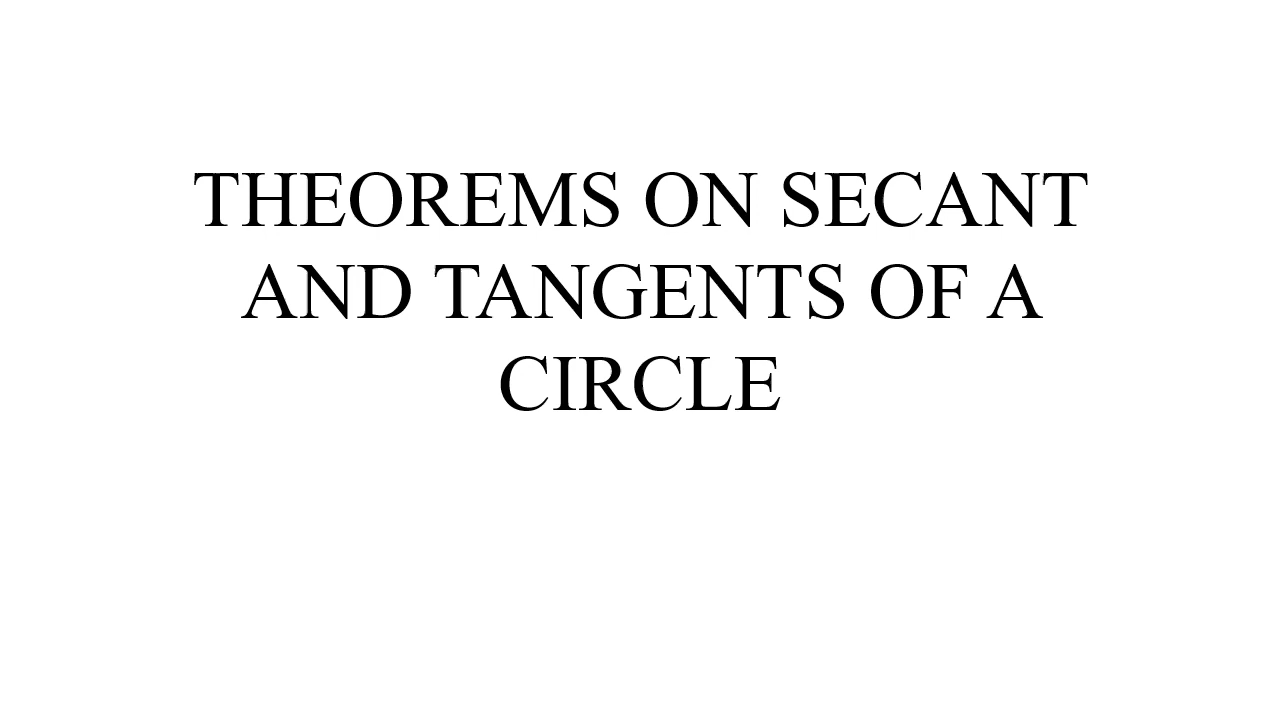 THEOREMS ON SECANT
AND TANGENTS OF A
CIRCLE